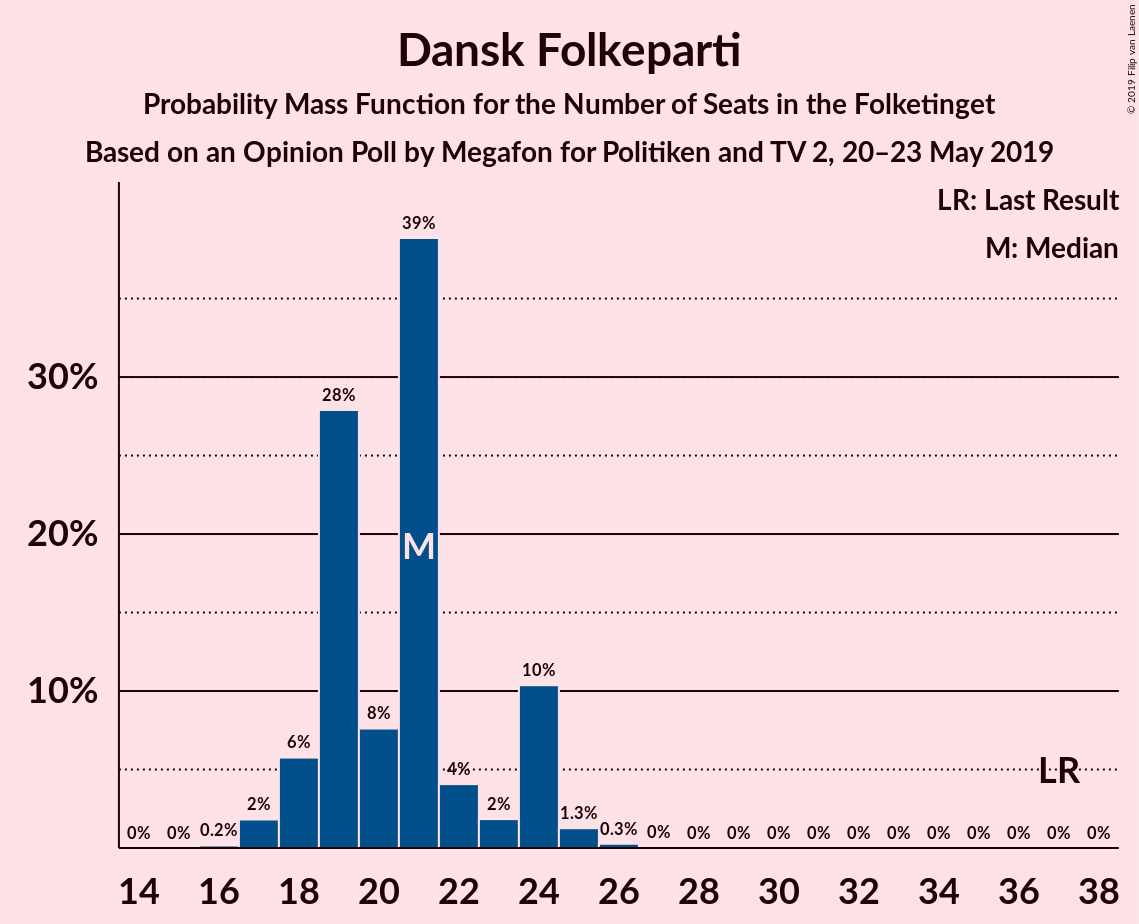 Dansk Folkeparti
Probability Mass Function for the Number of Seats in the Folketinget
Based on an Opinion Poll by Megafon for Politiken and TV 2, 20–23 May 2019
© 2019 Filip van Laenen
LR: Last Result
M: Median
39%
30%
28%
20%
M
10%
10%
8%
6%
4%
LR
2%
2%
1.3%
0% 0% 0.2% 0.3% 0% 0% 0% 0% 0% 0% 0% 0% 0% 0% 0% 0%
14 16 18 20 22 24 26 28 30 32 34 36 38